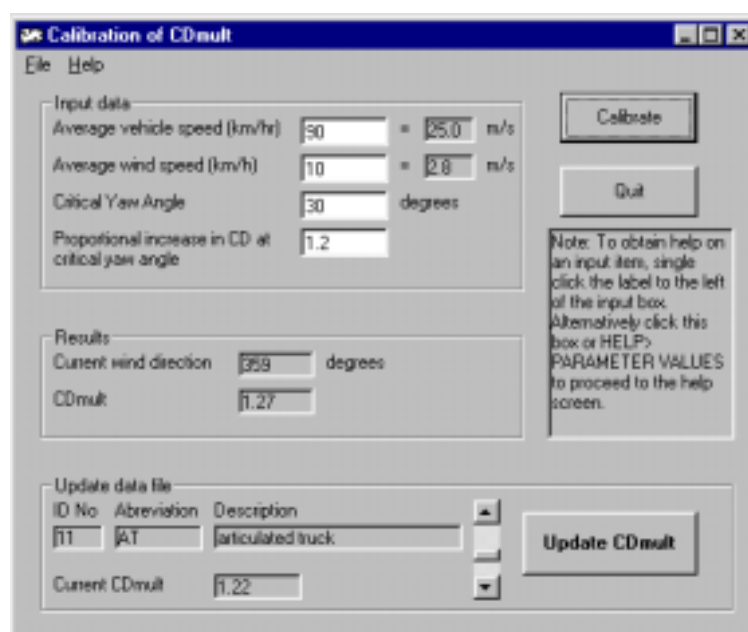 Calibration of CDmult
File Help
Input data
Average vehicle speed (km/hr) 90 = 25.0 m/s
Average wind speed (km/h) 10 = 2.8 m/s
Critical Yaw Angle 30 degrees
Proportional increase in CD at
critical yaw angle 1.2
Calibrate
Quit
Note: To obtain help on
an input item, single
click the label to the left
of the input box.
Alternatively click this
box or HELP>
PARAMETER VALUES
to proceed to the help
screen.
Results
Current wind direction 359 degrees
CDmult 1.27
Update data file
ID No Abreviation Description
11 AT articulated truck
Update CDmult
Current CDmult 1.22